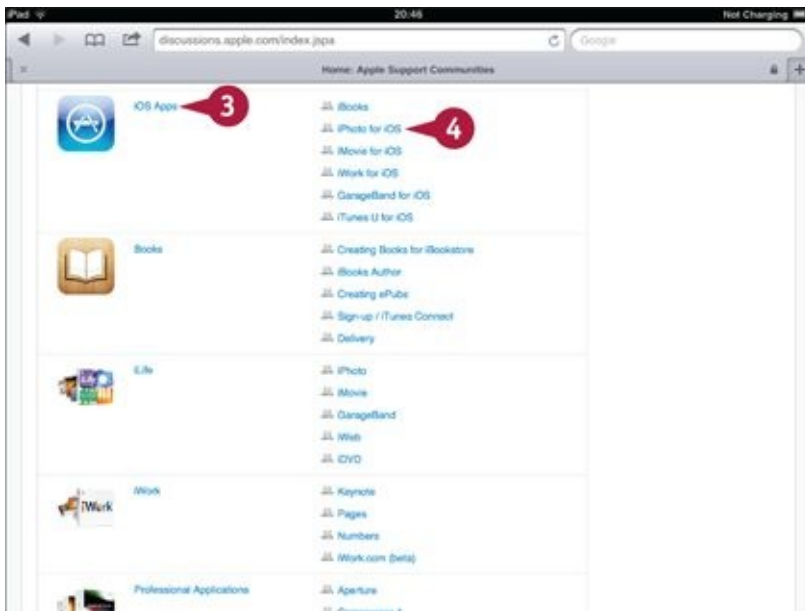 iPad
20:46
Not Charging
discussions.apple.com/index.jspa
Google
Home: Apple Support Communities
iOS Apps
3
iBooks
iPhoto for iOS
4
iMovie for iOS
iWork for iOS
GarageBand for iOS
iTunes U for iOS
Books
Creating Books for iBookstore
iBooks Author
Creating ePubs
Sign-up / iTunes Connect
Delivery
iLife
iPhoto
iMovie
GarageBand
iWeb
iDVD
iWork
iWork
Keynote
Pages
Numbers
iWork.com (beta)
Professional Applications
Aperture